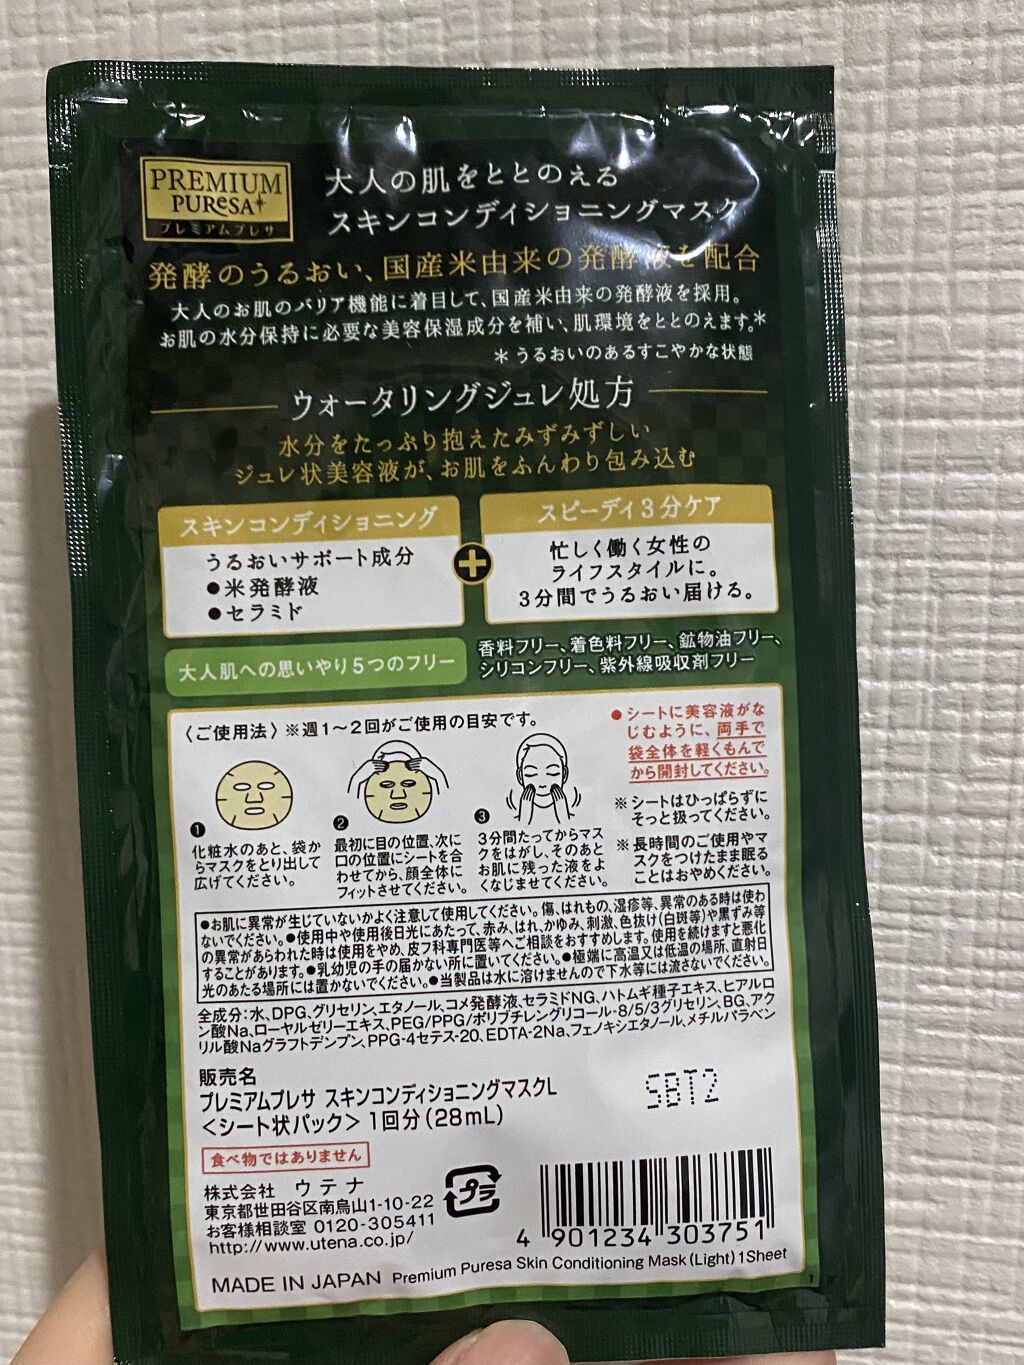 PREMIUM
PUReSA
プレミアムプレサ
大人の肌をととのえる
スキンコンディショニングマスク
発酵のうるおい、国産米由来の発酵液を配合
大人のお肌のバリア機能に着目して、国産米由来の発酵液を採用。
お肌の水分保持に必要な美容保湿成分を補い、肌環境をととのえます。*
*うるおいのあるすこやかな状態
ウォータリングジュレ処方
水分をたっぷり抱えたみずみずしい
ジュレ状美容液が、お肌をふんわり包み込む
スキンコンディショニング
うるおいサポート成分
●米発酵液
●セラミド
+
スピーディ3分ケア
忙しく働く女性の
ライフスタイルに。
3分間でうるおい届ける。
大人肌への思いやり5つのフリー
香料フリー、着色料フリー、鉱物油フリー、
シリコンフリー、紫外線吸収剤フリー
〈ご使用法〉※週1〜2回がご使用の目安です。
●シートに美容液がな
じむように、両手で
袋全体を軽くもんで
から開封してください。
※シートはひっぱらずに
そっと扱ってください。
※長時間のご使用やマ
スクをつけたまま眠る
ことはおやめください。
1
化粧水のあと、袋か
らマスクをとり出して
広げてください。
2
最初に目の位置、次に
口の位置にシートを合
わせてから、顔全体に
フィットさせてください。
3
3分間たってからマス
クをはがし、そのあと
お肌に残った液をよ
くなじませてください。
●お肌に異常が生じていないかよく注意して使用してください。傷、はれもの、湿疹等、異常のある時は使わ
ないでください。●使用中や使用後日光にあたって、赤み、はれ、かゆみ、刺激、色抜け(白斑等)や黒ずみ等
の異常があらわれた時は使用をやめ、皮フ科専門医等へご相談をおすすめします。使用を続けますと悪化
することがあります。●乳幼児の手の届かない所に置いてください。●極端に高温又は低温の場所、直射日
光のあたる場所には置かないでください。●当製品は水に溶けませんので下水等には流さないでください。
全成分:水、DPG、グリセリン、エタノール、コメ発酵液、セラミドNG、ハトムギ種子エキス、ヒアルロ
ン酸Na、ローヤルゼリーエキス、PEG/PPG/ポリブチレングリコール-8/5/3グリセリン、BG、アク
リル酸Naグラフトデンプン、PPG-4セテス-20、EDTA-2Na、フェノキシエタノール、メチルパラベン
販売名
プレミアムプレサ スキンコンディショニングマスクL
<シート状パック> 1回分(28mL)
SBT2
食べ物ではありません
株式会社 ウテナ
東京都世田谷区南烏山1-10-22
お客様相談室 0120-305411
http://www.utena.co.jp/
プラ
4 901234 303751
MADE IN JAPAN Premium Puresa Skin Conditioning Mask (Light) 1Sheet